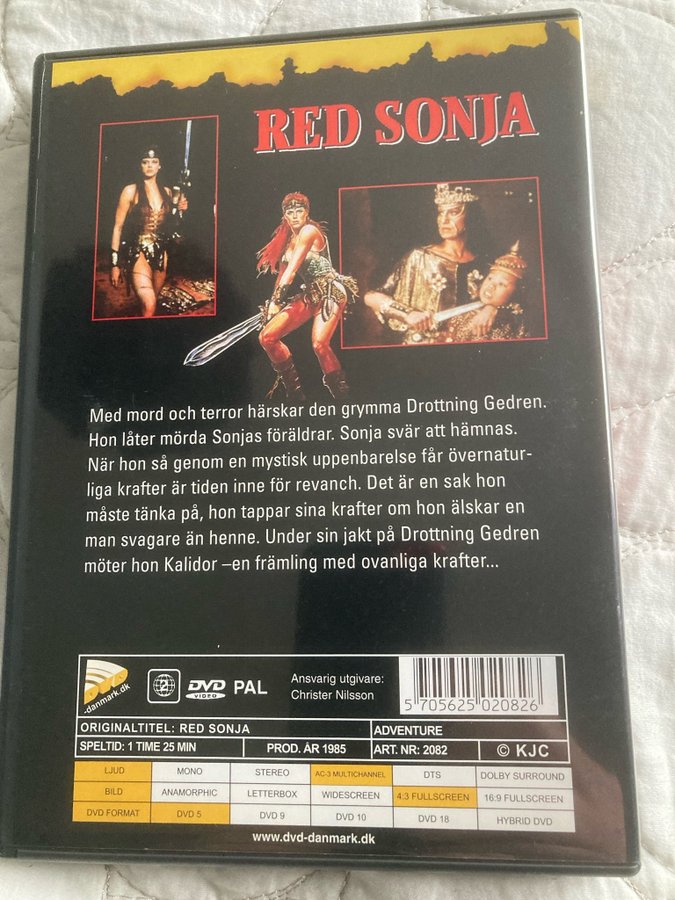 RED SONJA
Med mord och terror härskar den grymma Drottning Gedren.
Hon låter mörda Sonjas föräldrar. Sonja svär att hämnas.
När hon så genom en mystisk uppenbarelse får övernatur-
liga krafter är tiden inne för revanch. Det är en sak hon
måste tänka på, hon tappar sina krafter om hon älskar en
man svagare än henne. Under sin jakt på Drottning Gedren
möter hon Kalidor –en främling med ovanliga krafter...
-danmark.dk
2
DVD VIDEO
PAL
Ansvarig utgivare:
Christer Nilsson
5 705625 020826
ORIGINALTITEL: RED SONJA ADVENTURE
SPELTID: 1 TIME 25 MIN PROD. ÅR 1985 ART. NR: 2082 © KJC
LJUD MONO STEREO AC-3 MULTICHANNEL DTS DOLBY SURROUND
BILD ANAMORPHIC LETTERBOX WIDESCREEN 4:3 FULLSCREEN 16:9 FULLSCREEN
DVD FORMAT DVD 5 DVD 9 DVD 10 DVD 18 HYBRID DVD
www.dvd-danmark.dk